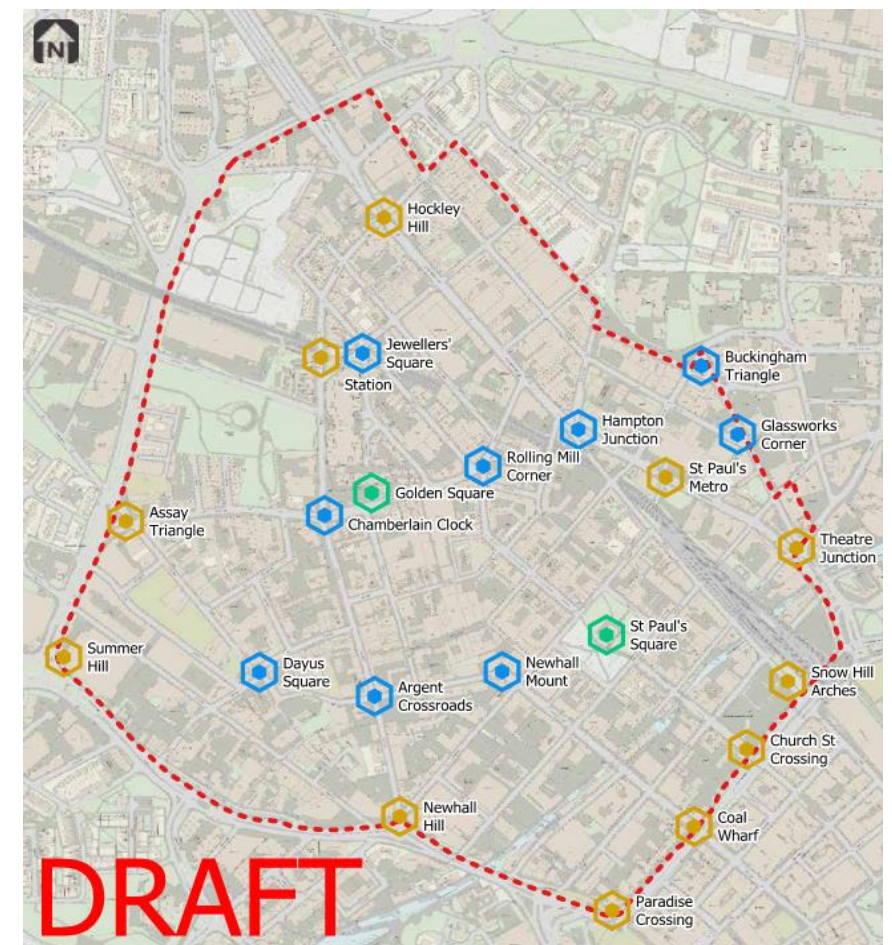 N
Hockley
Hill
Jewellers'
Square
Station
Buckingham
Triangle
Hampton
Junction
Glassworks
Corner
Rolling Mill
Corner
St Paul's
Metro
Golden Square
Assay
Triangle
Chamberlain Clock
Theatre
Junction
St Paul's
Square
Summer
Hill
Dayus
Square
Newhall
Mount
Snow Hill
Arches
Argent
Crossroads
Church St
Crossing
Newhall
Hill
Coal
Wharf
DRAFT
Paradise
Crossing